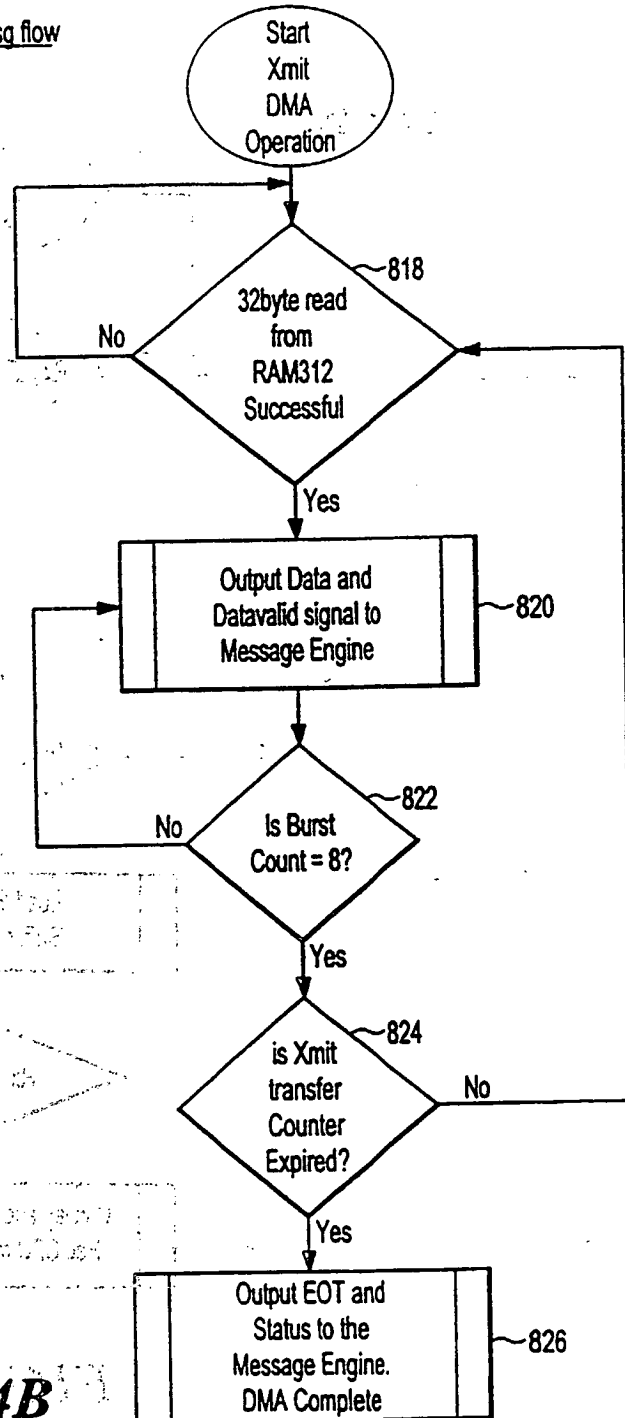 flow
Start
Xmit
DMA
Operation
818
32byte read
from
RAM312
Successful
No
Yes
Output Data and
Datavalid signal to
Message Engine
820
822
Is Burst
Count = 8?
No
Yes
824
is Xmit
transfer
Counter
Expired?
No
Yes
Output EOT and
Status to the
Message Engine.
DMA Complete
826
4B